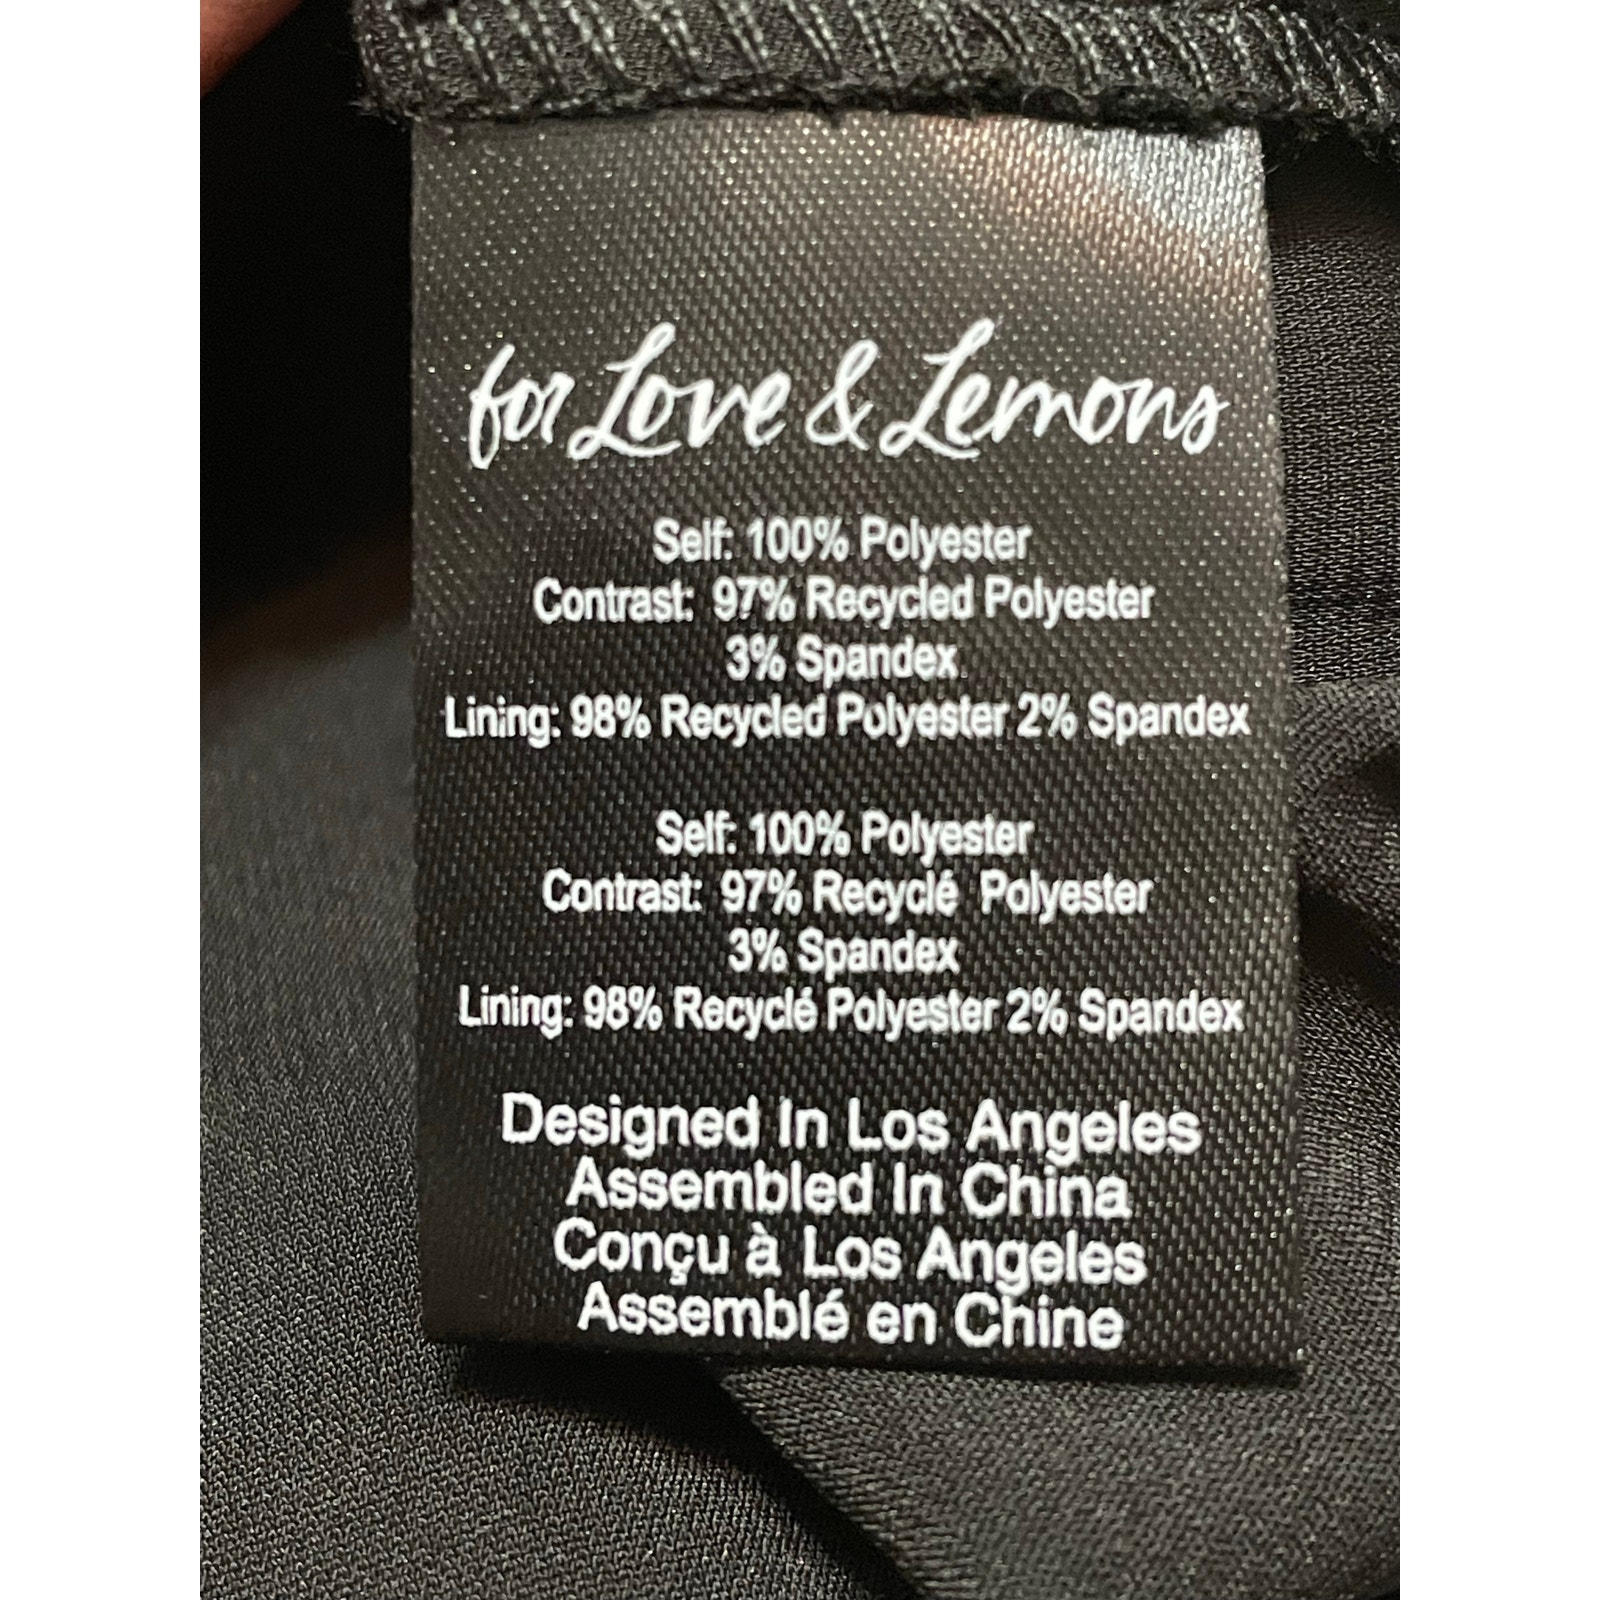 for Love & Lemons
Self: 100% Polyester
Contrast: 97% Recycled Polyester
3% Spandex
Lining: 98% Recycled Polyester 2% Spandex
Self: 100% Polyester
Contrast: 97% Recyclé Polyester
3% Spandex
Lining: 98% Recyclé Polyester 2% Spandex
Designed In Los Angeles
Assembled In China
Conçu à Los Angeles
Assemblé en Chine